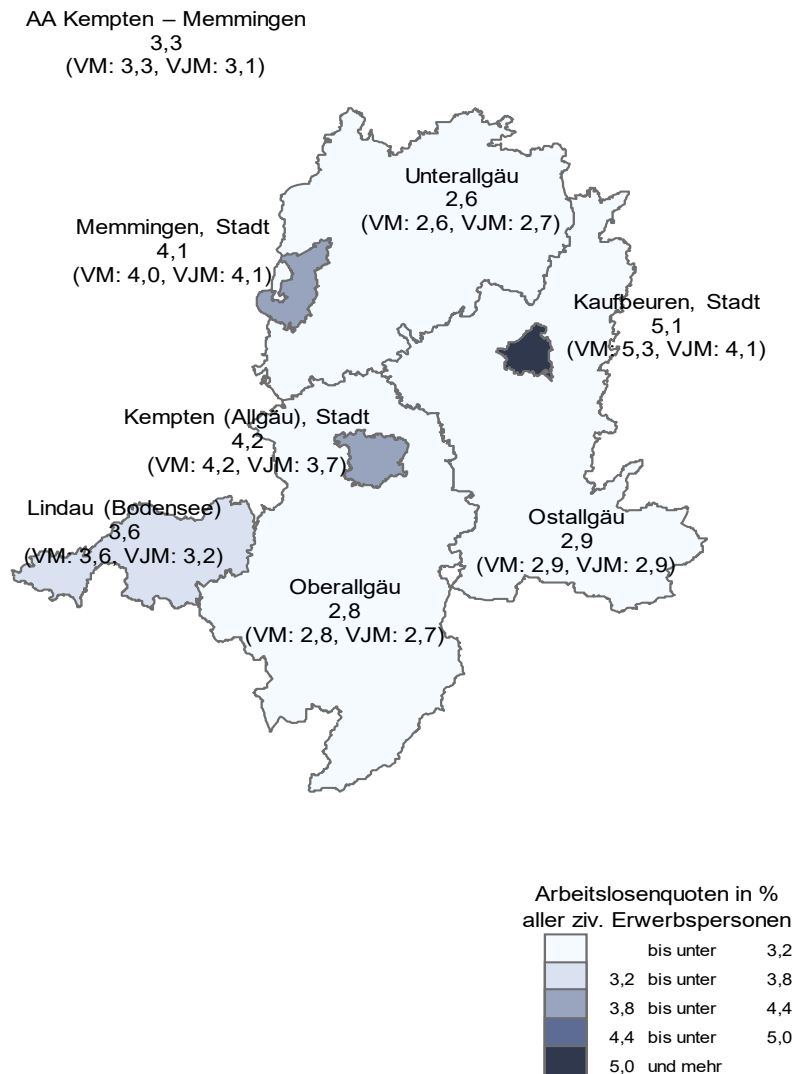 AA Kempten – Memmingen
3,3
(VM: 3,3, VJM: 3,1)
Unterallgäu
2,6
(VM: 2,6, VJM: 2,7)
Memmingen, Stadt
4,1
(VM: 4,0, VJM: 4,1)
Kaufbeuren, Stadt
5,1
(VM: 5,3, VJM: 4,1)
Kempten (Allgäu), Stadt
4,2
(VM: 4,2, VJM: 3,7)
Lindau (Bodensee)
3,6
(VM: 3,6, VJM: 3,2)
Ostallgäu
2,9
(VM: 2,9, VJM: 2,9)
Oberallgäu
2,8
(VM: 2,8, VJM: 2,7)
Arbeitslosenquoten in %
aller ziv. Erwerbspersonen
bis unter 3,2
3,2 bis unter 3,8
3,8 bis unter 4,4
4,4 bis unter 5,0
5,0 und mehr